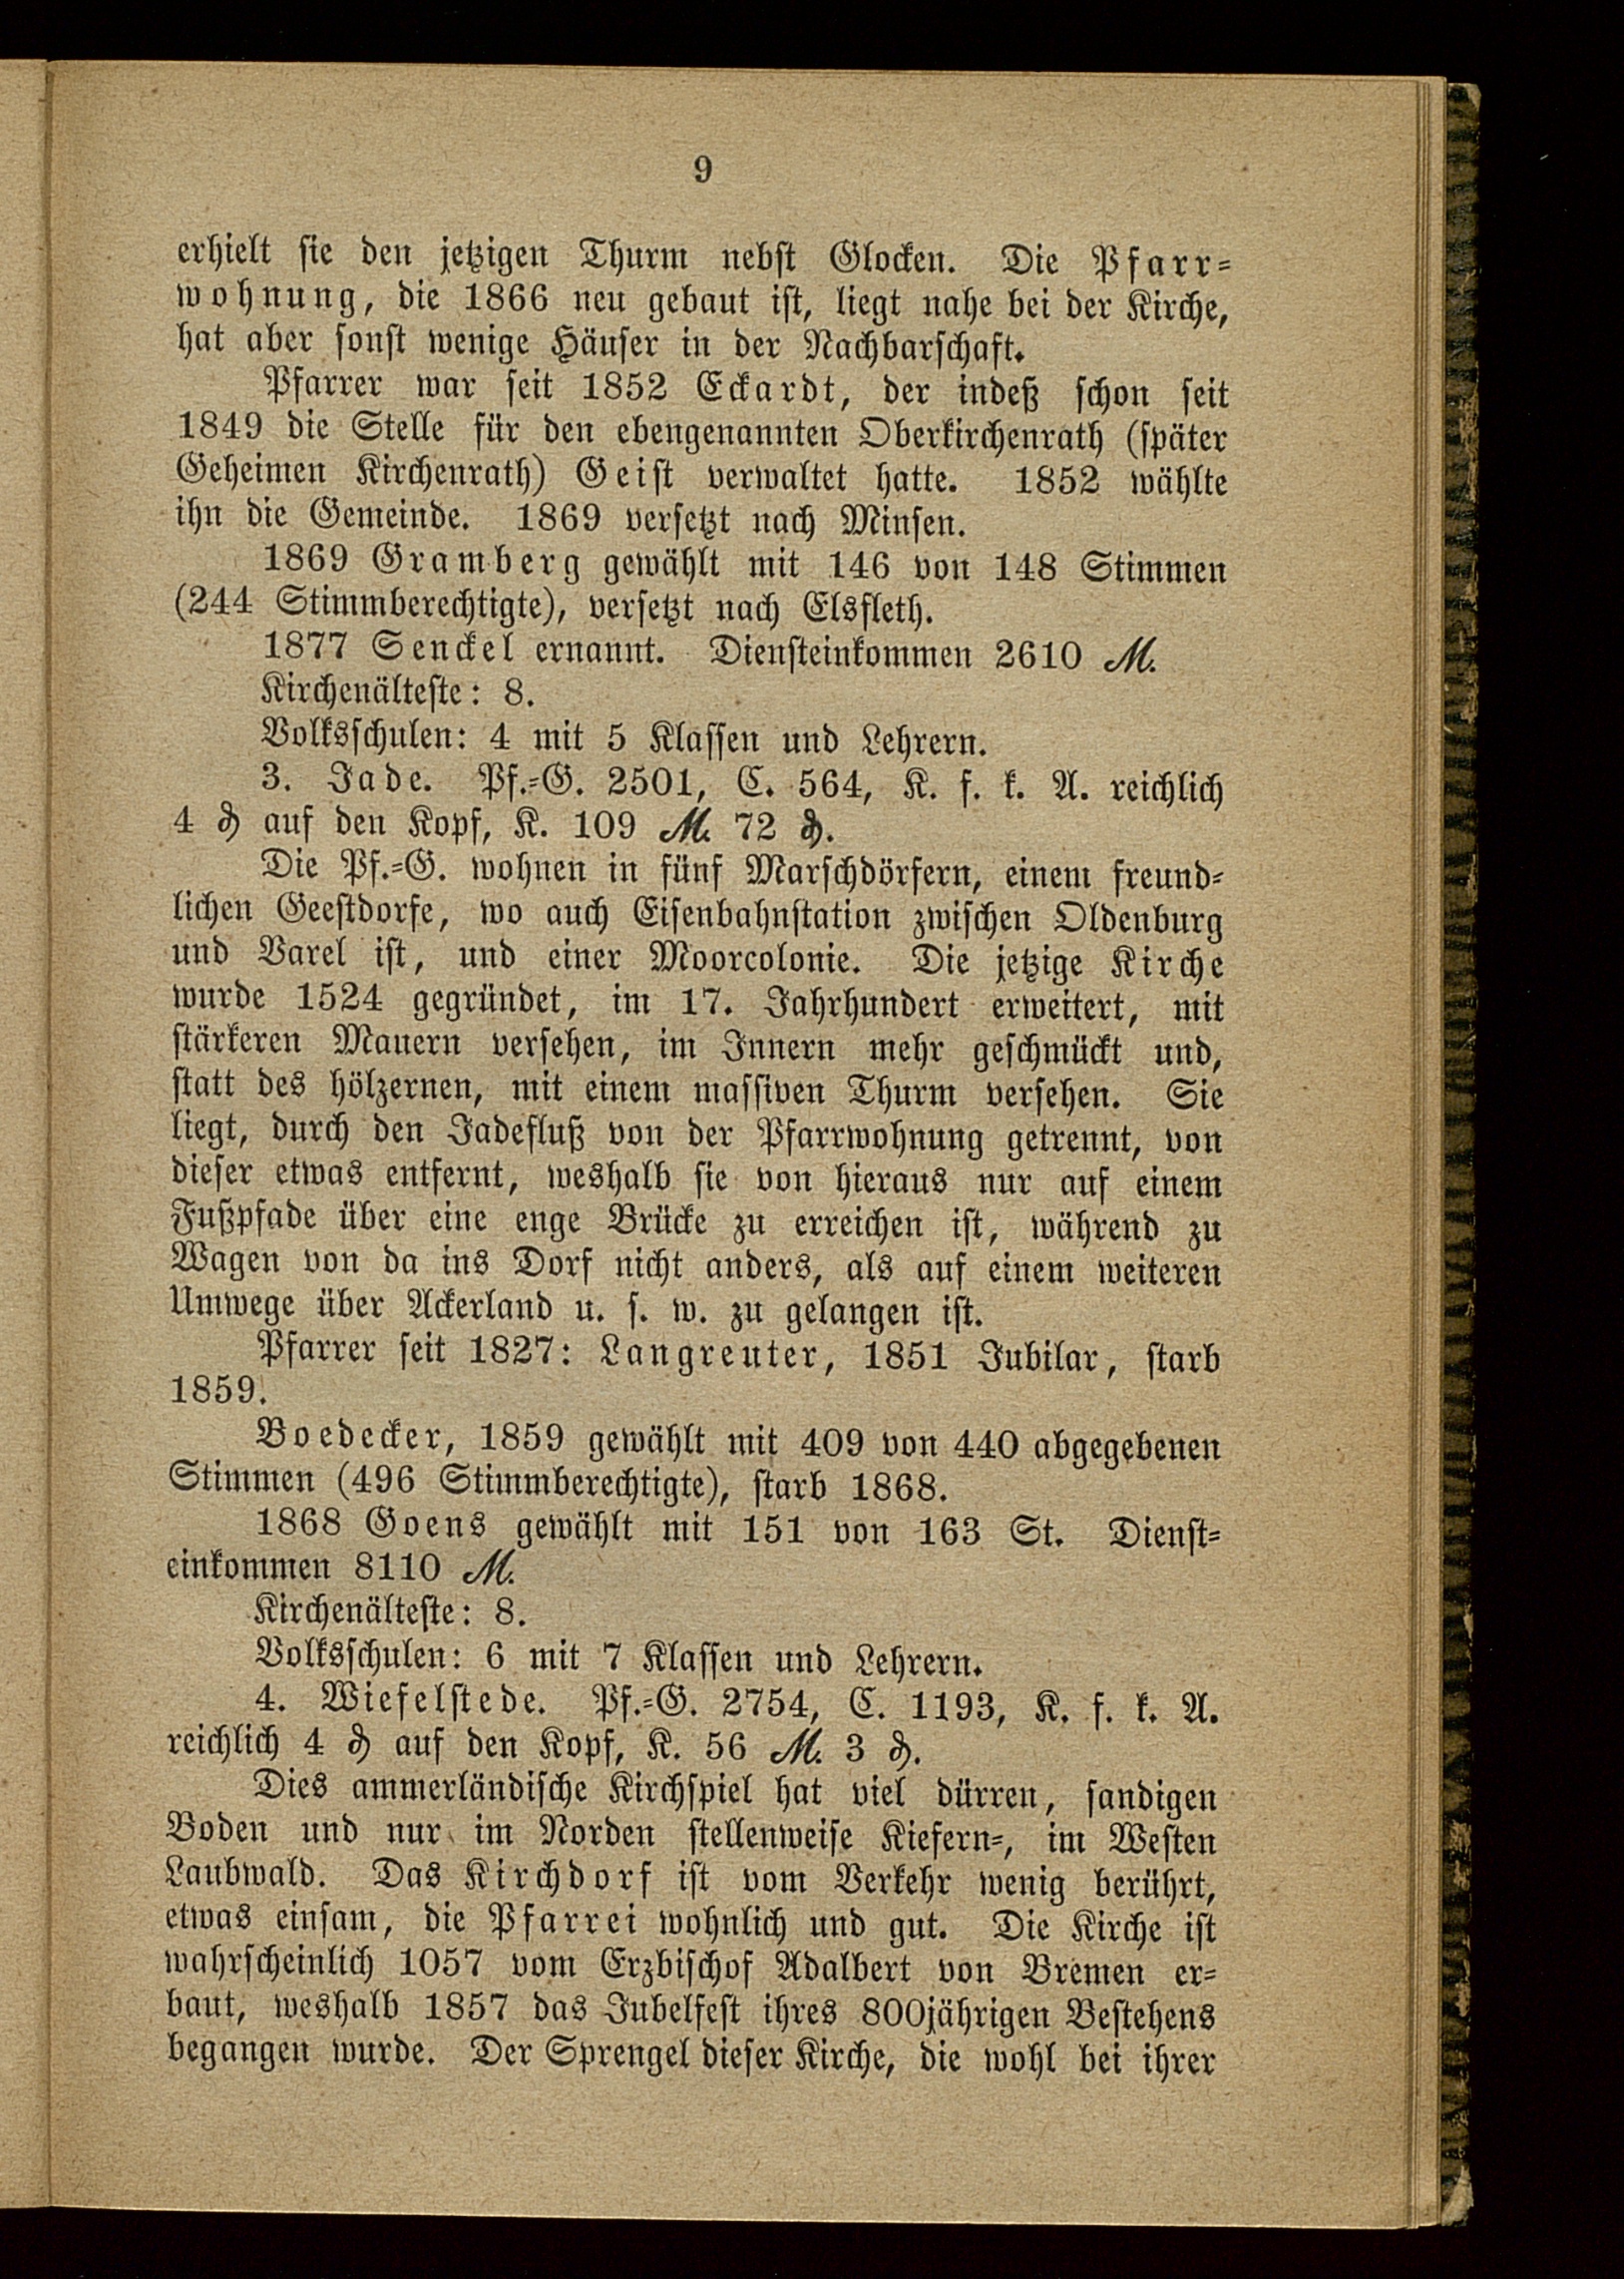 9
erhielt sie den jetzigen Thurm nebst Glocken. Die Pfarr-
wohnung, die 1866 neu gebaut ist, liegt nahe bei der Kirche,
hat aber sonst wenige Häuser in der Nachbarschaft.
Pfarrer war seit 1852 Eckardt, der indeß schon seit
1849 die Stelle für den ebengenannten Oberkirchenrath (später
Geheimen Kirchenrath) Geist verwaltet hatte. 1852 wählte
ihn die Gemeinde. 1869 versetzt nach Minsen.
1869 Gramberg gewählt mit 146 von 148 Stimmen
(244 Stimmberechtigte), versetzt nach Elsfleth.
1877 Senckel ernannt. Diensteinkommen 2610 ℳ.
Kirchenälteste: 8.
Volksschulen: 4 mit 5 Klassen und Lehrern.
3. Jade. Pf.-G. 2501, C. 564, K. f. k. A. reichlich
4 ₰ auf den Kopf, K. 109 ℳ. 72 ₰.
Die Pf.-G. wohnen in fünf Marschdörfern, einem freund-
lichen Geestdorfe, wo auch Eisenbahnstation zwischen Oldenburg
und Varel ist, und einer Moorcolonie. Die jetzige Kirche
wurde 1524 gegründet, im 17. Jahrhundert erweitert, mit
stärkeren Mauern versehen, im Innern mehr geschmückt und,
statt des hölzernen, mit einem massiven Thurm versehen. Sie
liegt, durch den Jadefluß von der Pfarrwohnung getrennt, von
dieser etwas entfernt, weshalb sie von hieraus nur auf einem
Fußpfade über eine enge Brücke zu erreichen ist, während zu
Wagen von da ins Dorf nicht anders, als auf einem weiteren
Umwege über Ackerland u. s. w. zu gelangen ist.
Pfarrer seit 1827: Langreuter, 1851 Jubilar, starb
1859.
Boedecker, 1859 gewählt mit 409 von 440 abgegebenen
Stimmen (496 Stimmberechtigte), starb 1868.
1868 Goens gewählt mit 151 von 163 St. Dienst-
einkommen 8110 ℳ.
Kirchenälteste: 8.
Volksschulen: 6 mit 7 Klassen und Lehrern.
4. Wiefelstede. Pf.-G. 2754, C. 1193, K. f. k. A.
reichlich 4 ₰ auf den Kopf, K. 56 ℳ. 3 ₰.
Dies ammerländische Kirchspiel hat viel dürren, sandigen
Boden und nur im Norden stellenweise Kiefern-, im Westen
Laubwald. Das Kirchdorf ist vom Verkehr wenig berührt,
etwas einsam, die Pfarrei wohnlich und gut. Die Kirche ist
wahrscheinlich 1057 vom Erzbischof Adalbert von Bremen er-
baut, weshalb 1857 das Jubelfest ihres 800jährigen Bestehens
begangen wurde. Der Sprengel dieser Kirche, die wohl bei ihrer